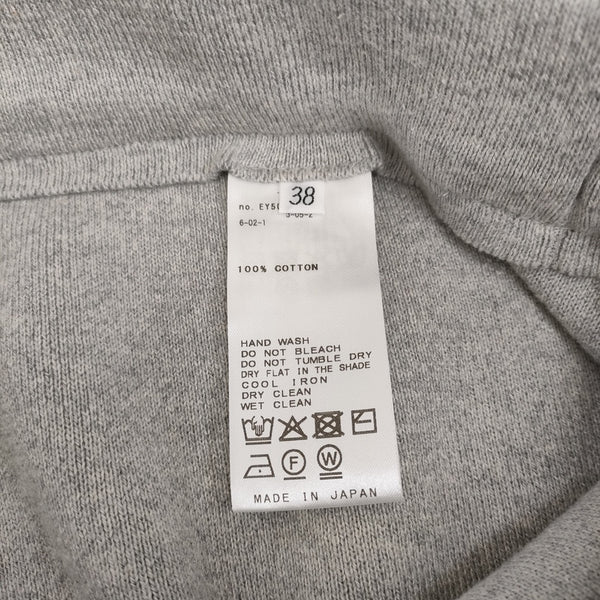 38
no. EY50
6-02-1 3-05-2
100% COTTON
HAND WASH
DO NOT BLEACH
DO NOT TUMBLE DRY
DRY FLAT IN THE SHADE
COOL IRON
DRY CLEAN
WET CLEAN
F W
MADE IN JAPAN